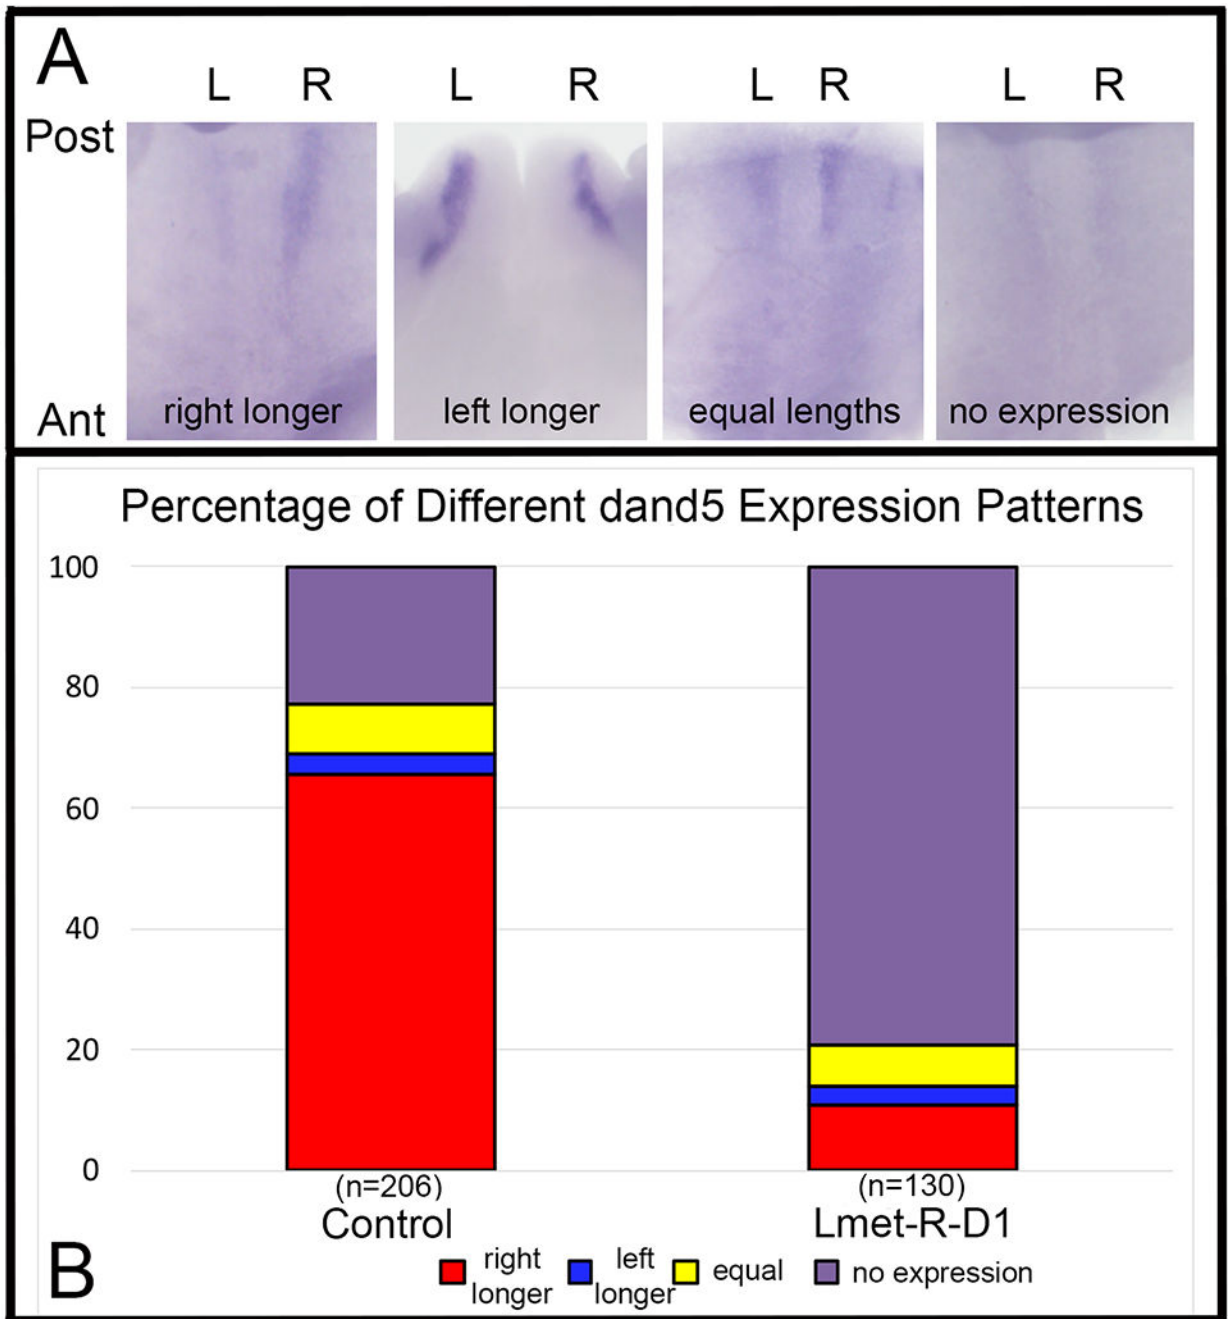 A
L R L R L R L R
Post
Ant
right longer left longer equal lengths no expression
Percentage of Different dand5 Expression Patterns
100
80
60
40
20
0
(n=206) (n=130)
Control Lmet-R-D1
B
right longer left longer equal no expression